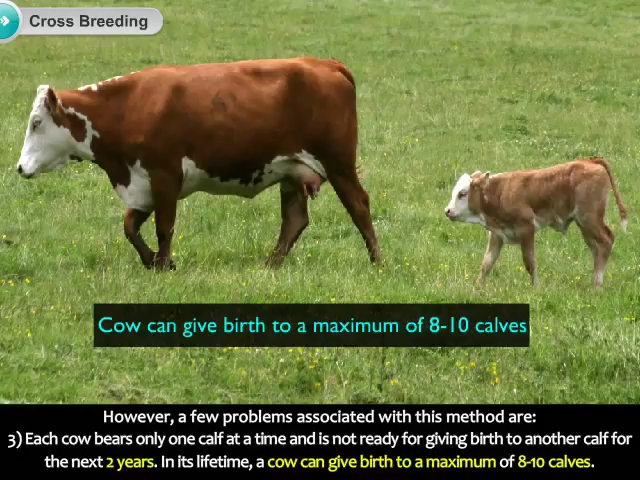 Cross Breeding
Cow can give birth to a maximum of 8-10 calves
However, a few problems associated with this method are:
3) Each cow bears only one calf at a time and is not ready for giving birth to another calf for
the next 2 years. In its lifetime, a cow can give birth to a maximum of 8-10 calves.